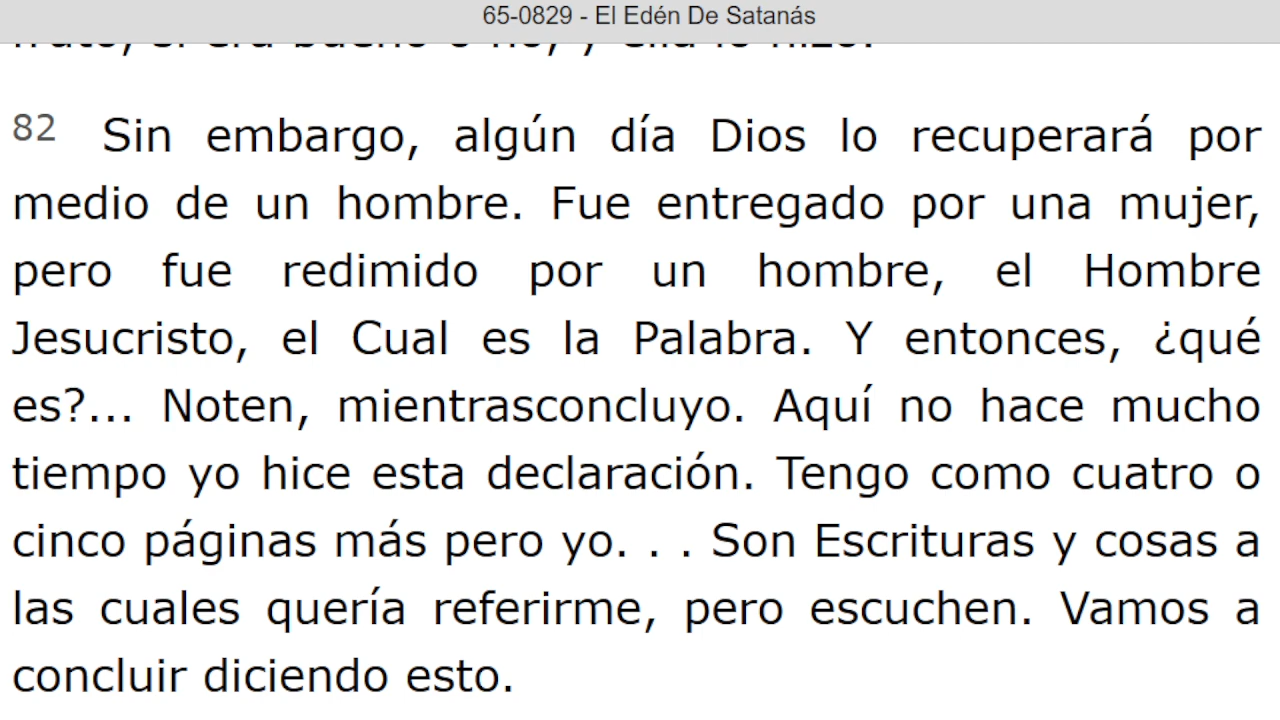 65-0829 - El Edén De Satanás
82 Sin embargo, algún día Dios lo recuperará por
medio de un hombre. Fue entregado por una mujer,
pero fue redimido por un hombre, el Hombre
Jesucristo, el Cual es la Palabra. Y entonces, ¿qué
es?... Noten, mientrasconcluyo. Aquí no hace mucho
tiempo yo hice esta declaración. Tengo como cuatro o
cinco páginas más pero yo. . . Son Escrituras y cosas a
las cuales quería referirme, pero escuchen. Vamos a
concluir diciendo esto.